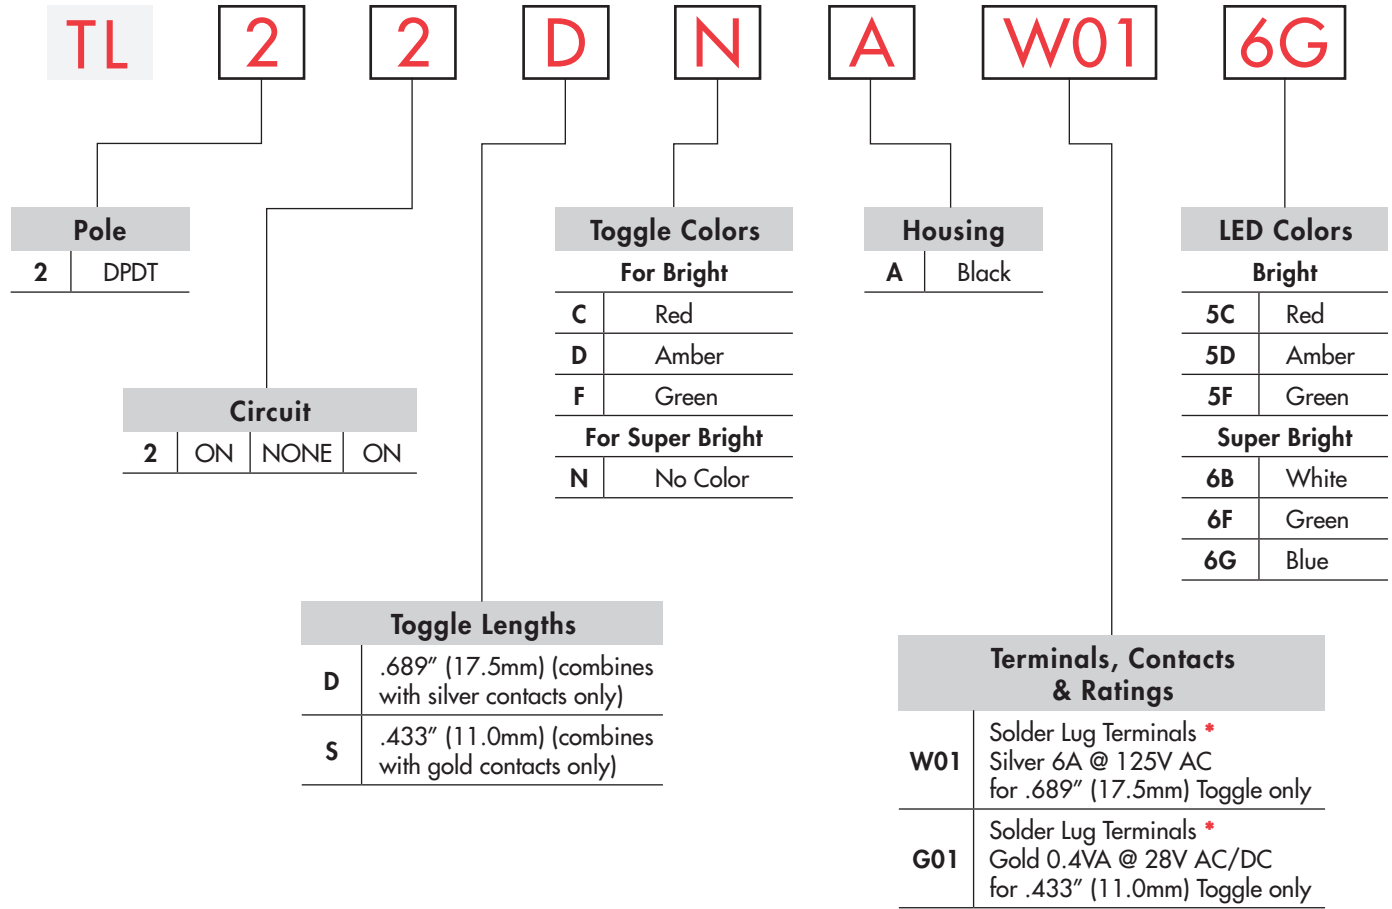 TL 2 2 D N A W01 6G
Pole
2 DPDT
Circuit
2 ON NONE ON
Toggle Lengths
D .689” (17.5mm) (combines
with silver contacts only)
S .433” (11.0mm) (combines
with gold contacts only)
Toggle Colors
For Bright
C Red
D Amber
F Green
For Super Bright
N No Color
Housing
A Black
Terminals, Contacts
& Ratings
W01 Solder Lug Terminals *
Silver 6A @ 125V AC
for .689” (17.5mm) Toggle only
G01 Solder Lug Terminals *
Gold 0.4VA @ 28V AC/DC
for .433” (11.0mm) Toggle only
LED Colors
Bright
5C Red
5D Amber
5F Green
Super Bright
6B White
6F Green
6G Blue